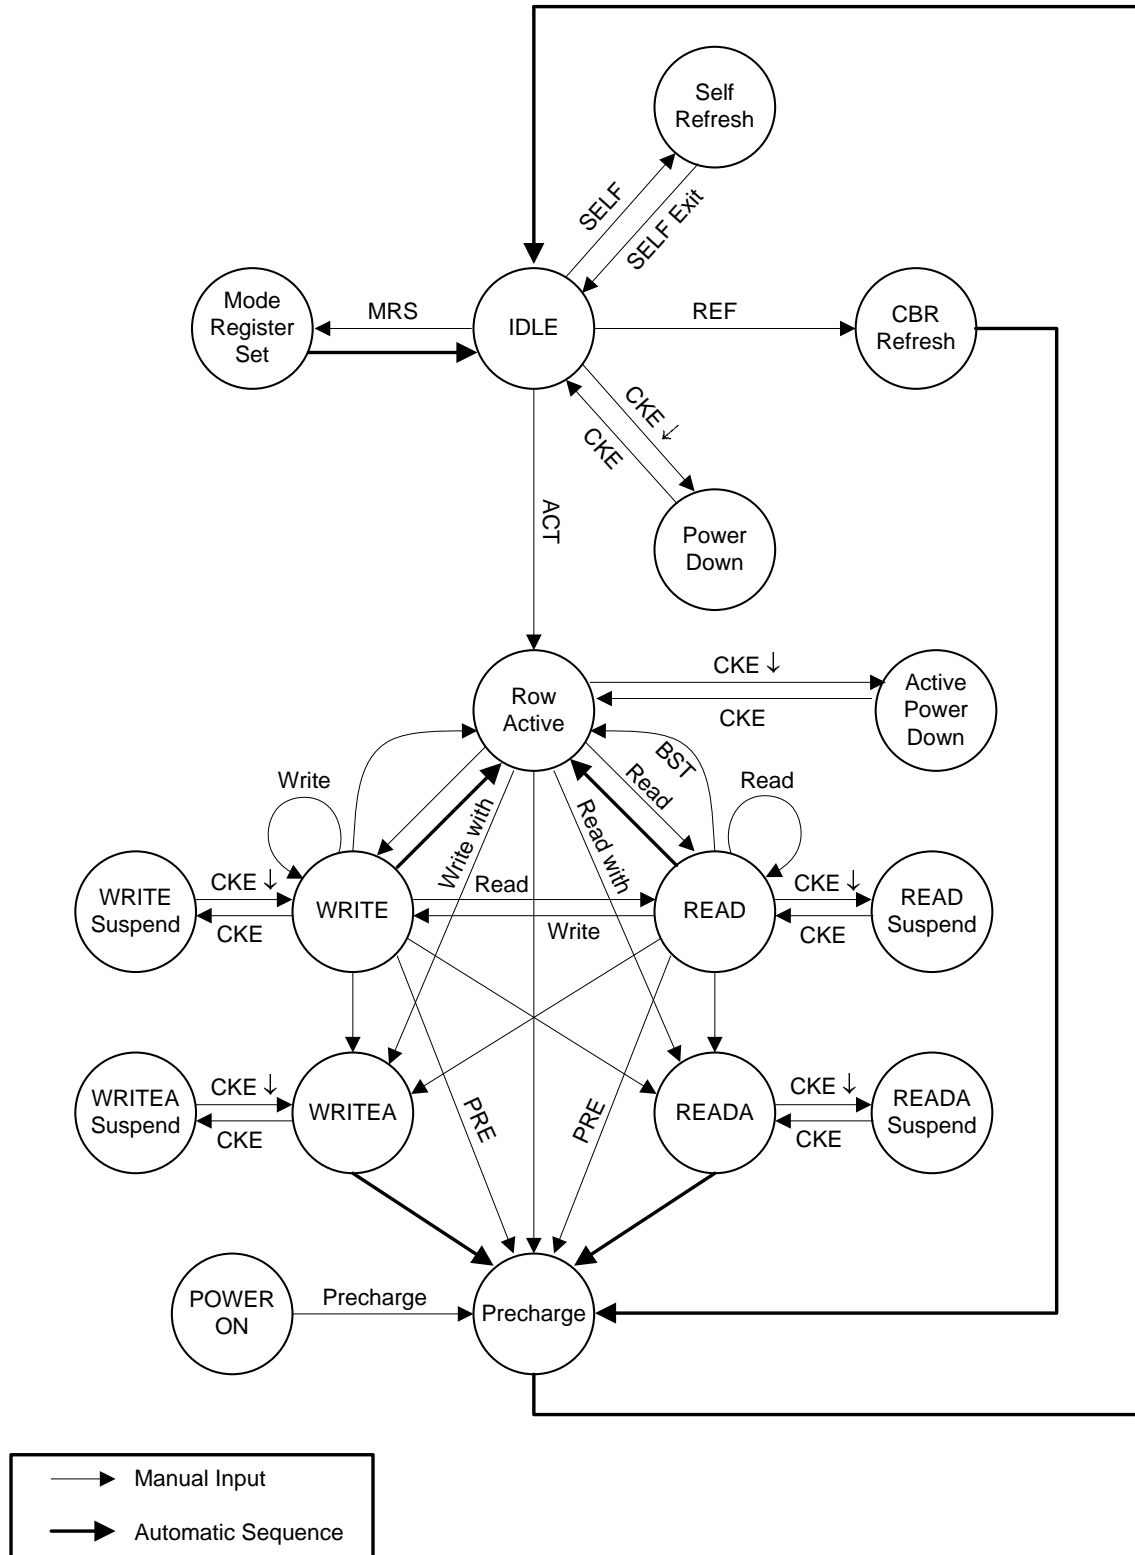 Self
Refresh
SELF
SELF Exit
Mode
Register
Set
MRS
IDLE
REF
CBR
Refresh
CKE ↓
CKE
ACT
Power
Down
Row
Active
CKE ↓
CKE
Active
Power
Down
BST
Read
Write
Read
Write with
Read with
WRITE
Suspend
CKE ↓
CKE
WRITE
Read
Write
READ
CKE ↓
CKE
READ
Suspend
WRITEA
Suspend
CKE ↓
CKE
WRITEA
PRE
PRE
READA
CKE ↓
CKE
READA
Suspend
POWER
ON
Precharge
Precharge
Manual Input
Automatic Sequence